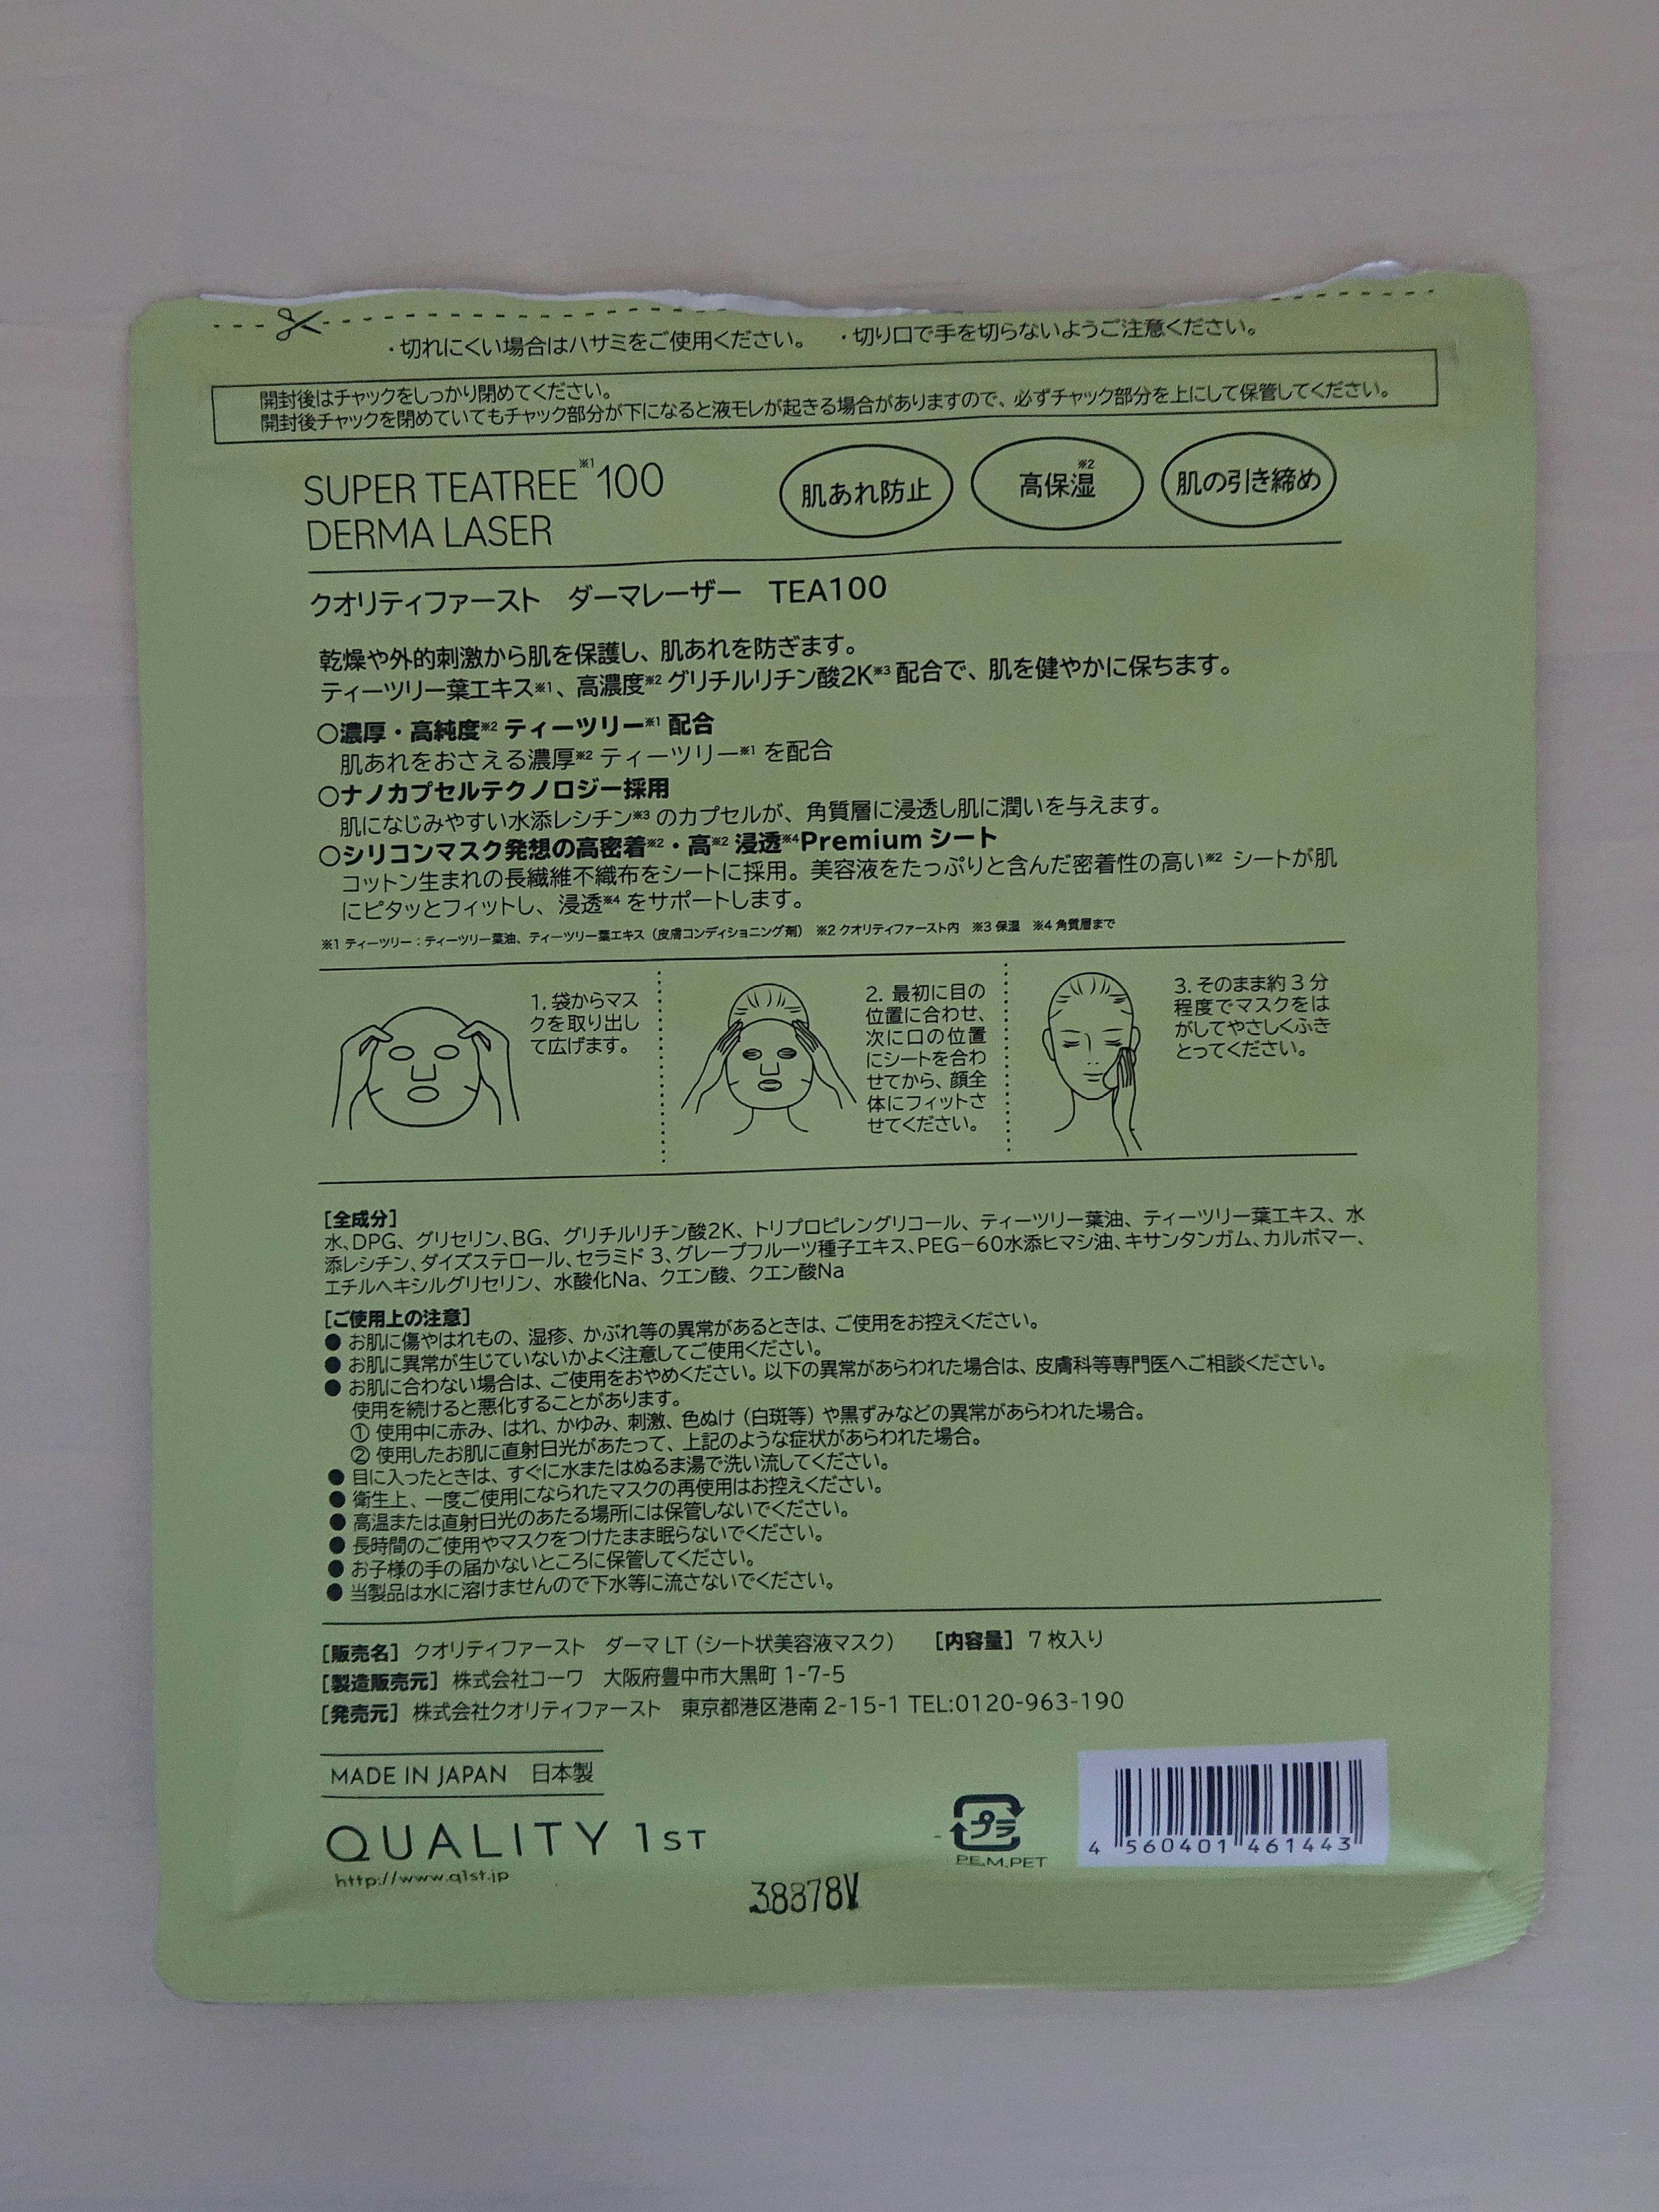 ・切れにくい場合はハサミをご使用ください。 ・切り口で手を切らないようご注意ください。
開封後はチャックをしっかり閉めてください。
開封後チャックを閉めていてもチャック部分が下になると液モレが起きる場合がありますので、必ずチャック部分を上にして保管してください。
SUPER TEATREE※1 100
DERMA LASER
肌あれ防止
高保湿※2
肌の引き締め
クオリティファースト ダーマレーザー TEA100
乾燥や外的刺激から肌を保護し、肌あれを防ぎます。
ティーツリー葉エキス※1、高濃度※2 グリチルリチン酸2K※3 配合で、肌を健やかに保ちます。
○濃厚・高純度※2 ティーツリー※1 配合
肌あれをおさえる濃厚※2 ティーツリー※1 を配合
○ナノカプセルテクノロジー採用
肌になじみやすい水添レシチン※3 のカプセルが、角質層に浸透し肌に潤いを与えます。
○シリコンマスク発想の高密着※2・高※2 浸透※4Premium シート
コットン生まれの長繊維不織布をシートに採用。美容液をたっぷりと含んだ密着性の高い※2 シートが肌
にピタッとフィットし、浸透※4 をサポートします。
※1 ティーツリー：ティーツリー葉油、ティーツリー葉エキス（皮膚コンディショニング剤） ※2 クオリティファースト内 ※3 保湿 ※4 角質層まで
1. 袋からマス
クを取り出し
て広げます。
2. 最初に目の
位置に合わせ、
次に口の位置
にシートを合わ
せてから、顔全
体にフィットさ
せてください。
3. そのまま約 3 分
程度でマスクをは
がしてやさしくふき
とってください。
［全成分］
水、DPG、グリセリン、BG、グリチルリチン酸2K、トリプロピレングリコール、ティーツリー葉油、ティーツリー葉エキス、水
添レシチン、ダイズステロール、セラミド 3、グレープフルーツ種子エキス、PEG-60水添ヒマシ油、キサンタンガム、カルボマー、
エチルヘキシルグリセリン、水酸化Na、クエン酸、クエン酸Na
［ご使用上の注意］
● お肌に傷やはれもの、湿疹、かぶれ等の異常があるときは、ご使用をお控えください。
● お肌に異常が生じていないかよく注意してご使用ください。
● お肌に合わない場合は、ご使用をおやめください。以下の異常があらわれた場合は、皮膚科等専門医へご相談ください。
使用を続けると悪化することがあります。
① 使用中に赤み、はれ、かゆみ、刺激、色ぬけ（白斑等）や黒ずみなどの異常があらわれた場合。
② 使用したお肌に直射日光があたって、上記のような症状があらわれた場合。
● 目に入ったときは、すぐに水またはぬるま湯で洗い流してください。
● 衛生上、一度ご使用になられたマスクの再使用はお控えください。
● 高温または直射日光のあたる場所には保管しないでください。
● 長時間のご使用やマスクをつけたまま眠らないでください。
● お子様の手の届かないところに保管してください。
● 当製品は水に溶けませんので下水等に流さないでください。
［販売名］ クオリティファースト ダーマ LT（シート状美容液マスク） ［内容量］ 7 枚入り
［製造販売元］ 株式会社コーワ 大阪府豊中市大黒町 1-7-5
［発売元］ 株式会社クオリティファースト 東京都港区港南 2-15-1 TEL:0120-963-190
MADE IN JAPAN 日本製
QUALITY 1ST
http://www.q1st.jp
プラ
PE,M,PET
4 560401 461443
38878V